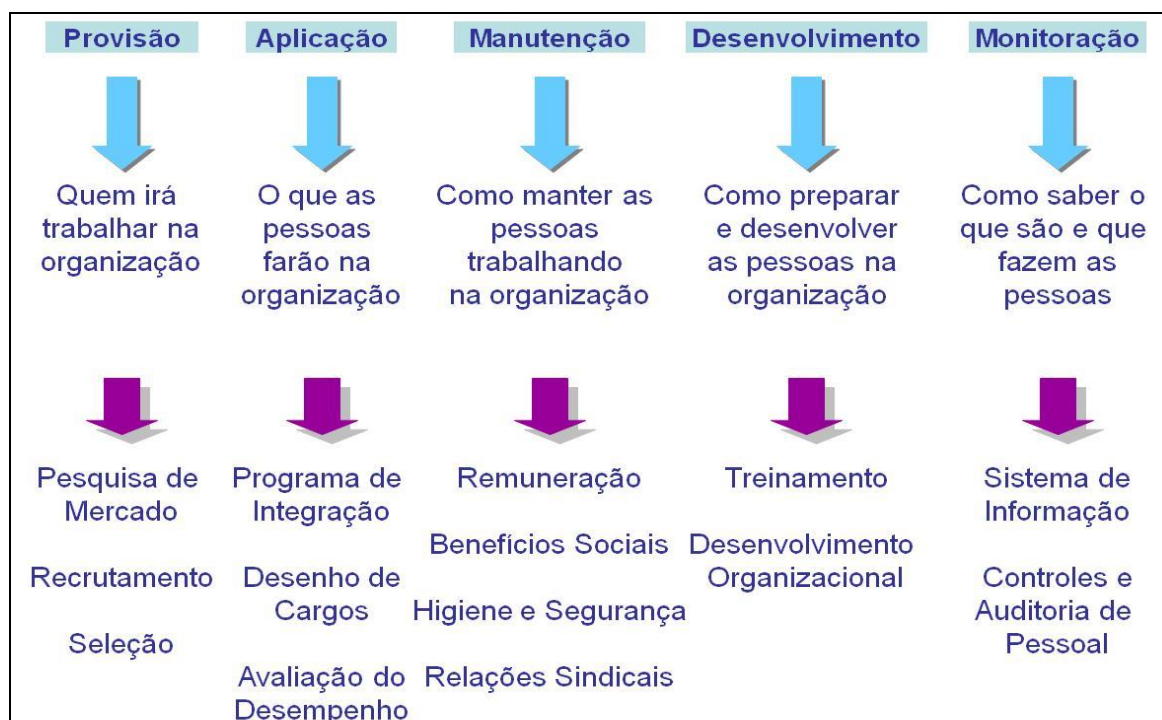 Provisão
Quem irá
trabalhar na
organização
Pesquisa de
Mercado
Recrutamento
Seleção
Aplicação
O que as
pessoas
farão na
organização
Programa de
Integração
Desenho de
Cargos
Avaliação do
Desempenho
Manutenção
Como manter as
pessoas
trabalhando
na organização
Remuneração
Benefícios Sociais
Higiene e Segurança
Relações Sindicais
Desenvolvimento
Como preparar
e desenvolver
as pessoas na
organização
Treinamento
Desenvolvimento
Organizacional
Monitoração
Como saber o
que são e que
fazem as
pessoas
Sistema de
Informação
Controles e
Auditoria de
Pessoal